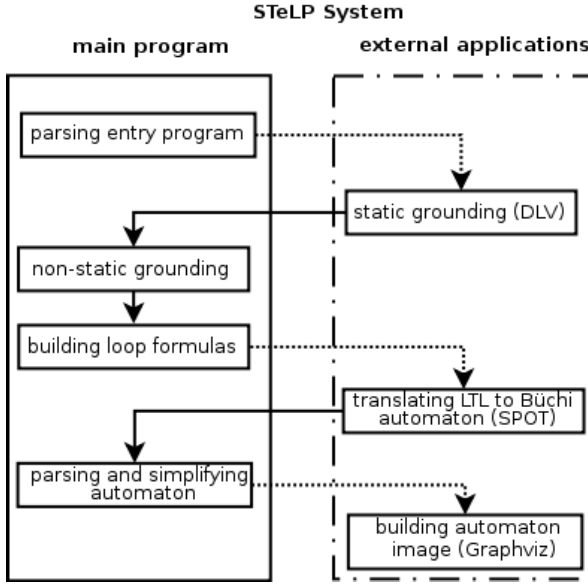 STeLP System
main program
external applications
parsing entry program
static grounding (DLV)
non-static grounding
building loop formulas
translating LTL to Büchi
automaton (SPOT)
parsing and simplifying
automaton
building automaton
image (Graphviz)